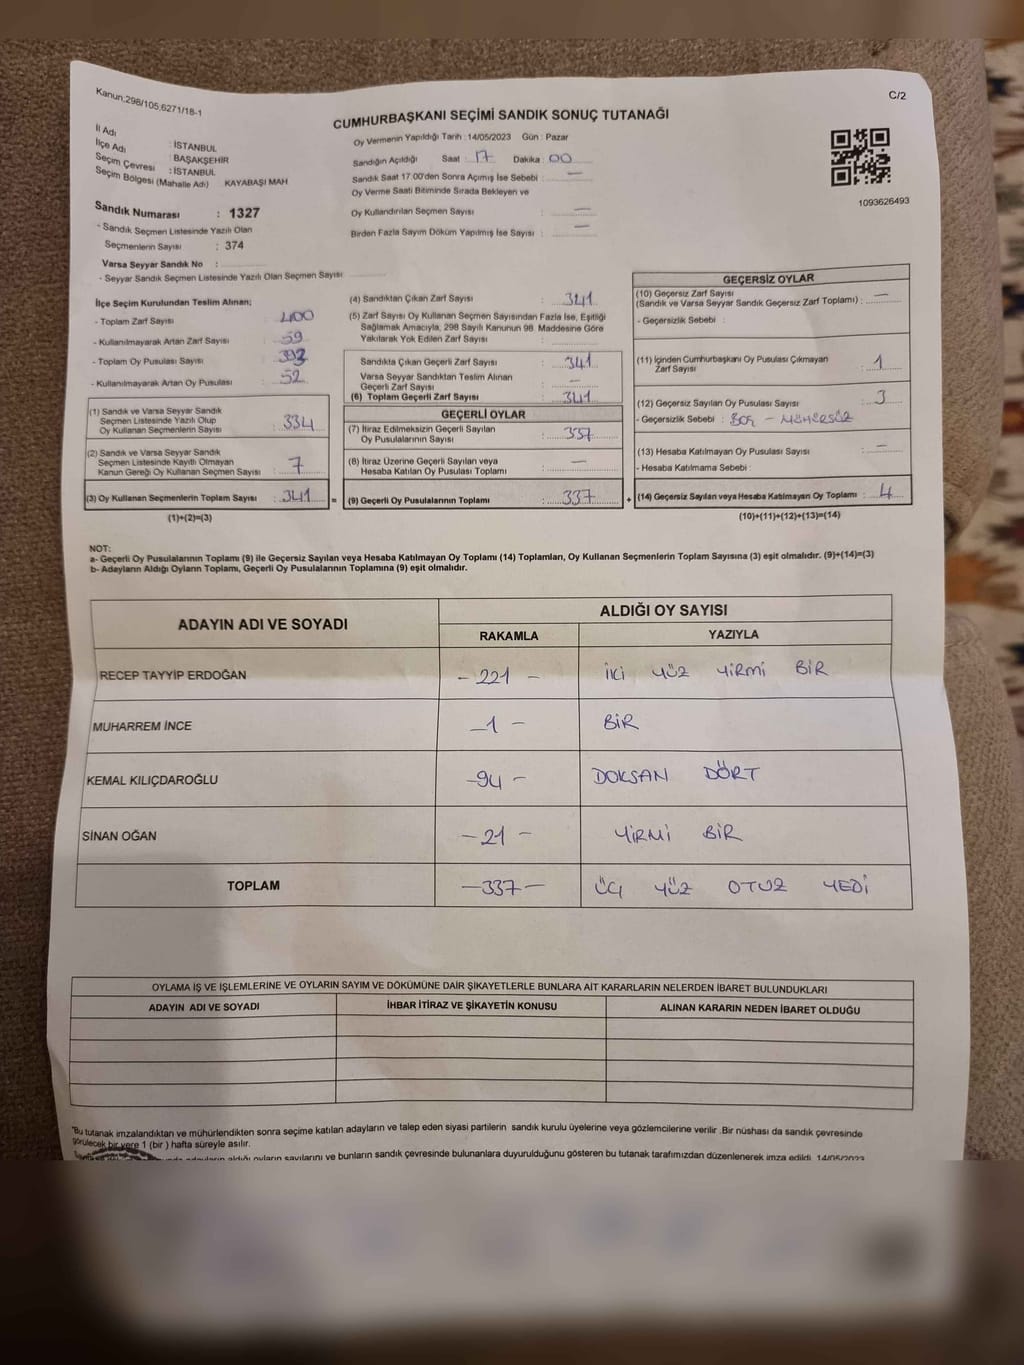 Kanun:298/105,6271/18-1
C/2
CUMHURBAŞKANI SEÇİMİ SANDIK SONUÇ TUTANAĞI
İl Adı : İSTANBUL
İlçe Adı : BAŞAKŞEHİR
Seçim Çevresi : İSTANBUL
Seçim Bölgesi (Mahalle Adı) KAYABAŞI MAH
Sandık Numarası : 1327
- Sandık Seçmen Listesinde Yazılı Olan
Seçmenlerin Sayısı : 374
Varsa Seyyar Sandık No :
- Seyyar Sandık Seçmen Listesinde Yazılı Olan Seçmen Sayısı
Oy Vermenin Yapıldığı Tarih : 14/05/2023 Gün : Pazar
Sandığın Açıldığı Saat : 17 Dakika : 00
Sandık Saat 17.00'den Sonra Açımış İse Sebebi : —
Oy Verme Saati Bitiminde Sırada Bekleyen ve
Oy Kullandırılan Seçmen Sayısı : —
Birden Fazla Sayım Döküm Yapılmış İse Sayısı : —
1093626493
İlçe Seçim Kurulundan Teslim Alınan;
- Toplam Zarf Sayısı : 400
- Kullanılmayarak Artan Zarf Sayısı : 59
- Toplam Oy Pusulası Sayısı : 393
- Kullanılmayarak Artan Oy Pusulası : 52
(1) Sandık ve Varsa Seyyar Sandık
Seçmen Listesinde Yazılı Olup
Oy Kullanan Seçmenlerin Sayısı : 334
(2) Sandık ve Varsa Seyyar Sandık
Seçmen Listesinde Kayıtlı Olmayan
Kanun Gereği Oy Kullanan Seçmen Sayısı : 7
(3) Oy Kullanan Seçmenlerin Toplam Sayısı : 341 =
(1)+(2)=(3)
(4) Sandıktan Çıkan Zarf Sayısı : 341
(5) Zarf Sayısı Oy Kullanan Seçmen Sayısından Fazla İse, Eşitliği
Sağlamak Amacıyla, 298 Sayılı Kanunun 98. Maddesine Göre
Yakılarak Yok Edilen Zarf Sayısı :
Sandıkta Çıkan Geçerli Zarf Sayısı : 341
Varsa Seyyar Sandıktan Teslim Alınan
Geçerli Zarf Sayısı : —
(6) Toplam Geçerli Zarf Sayısı : 341
GEÇERLİ OYLAR
(7) İtiraz Edilmeksizin Geçerli Sayılan
Oy Pusulalarının Sayısı : 337
(8) İtiraz Üzerine Geçerli Sayılan veya
Hesaba Katılan Oy Pusulası Toplamı : —
(9) Geçerli Oy Pusulalarının Toplamı : 337 +
GEÇERSİZ OYLAR
(10) Geçersiz Zarf Sayısı
(Sandık ve Varsa Seyyar Sandık Geçersiz Zarf Toplamı) : —
- Geçersizlik Sebebi :
(11) İçinden Cumhurbaşkanı Oy Pusulası Çıkmayan
Zarf Sayısı : 1
(12) Geçersiz Sayılan Oy Pusulası Sayısı : 3
- Geçersizlik Sebebi : BOŞ - MÜHÜRSÜZ
(13) Hesaba Katılmayan Oy Pusulası Sayısı : —
- Hesaba Katılmama Sebebi :
(14) Geçersiz Sayılan veya Hesaba Katılmayan Oy Toplamı : 4
(10)+(11)+(12)+(13)=(14)
NOT:
a- Geçerli Oy Pusulalarının Toplamı (9) ile Geçersiz Sayılan veya Hesaba Katılmayan Oy Toplamı (14) Toplamları, Oy Kullanan Seçmenlerin Toplam Sayısına (3) eşit olmalıdır. (9)+(14)=(3)
b- Adayların Aldığı Oyların Toplamı, Geçerli Oy Pusulalarının Toplamına (9) eşit olmalıdır.
ADAYIN ADI VE SOYADI
ALDIĞI OY SAYISI
RAKAMLA YAZIYLA
RECEP TAYYİP ERDOĞAN - 221 - İKİ YÜZ YİRMİ BİR
MUHARREM İNCE - 1 - BİR
KEMAL KILIÇDAROĞLU - 94 - DOKSAN DÖRT
SİNAN OĞAN - 21 - YİRMİ BİR
TOPLAM - 337 - ÜÇ YÜZ OTUZ YEDİ
OYLAMA İŞ VE İŞLEMLERİNE VE OYLARIN SAYIM VE DÖKÜMÜNE DAİR ŞİKAYETLERLE BUNLARA AİT KARARLARIN NELERDEN İBARET BULUNDUKLARI
ADAYIN ADI VE SOYADI İHBAR İTİRAZ VE ŞİKAYETİN KONUSU ALINAN KARARIN NEDEN İBARET OLDUĞU
"Bu tutanak imzalandıktan ve mühürlendikten sonra seçime katılan adayların ve talep eden siyasi partilerin sandık kurulu üyelerine veya gözlemcilerine verilir .Bir nüshası da sandık çevresinde
görülecek bir yere 1 (bir ) hafta süreyle asılır.
adayların aldığı oyların sayılarını ve bunların sandık çevresinde bulunanlara duyurulduğunu gösteren bu tutanak tarafımızdan düzenlenerek imza edildi. 14/05/2023